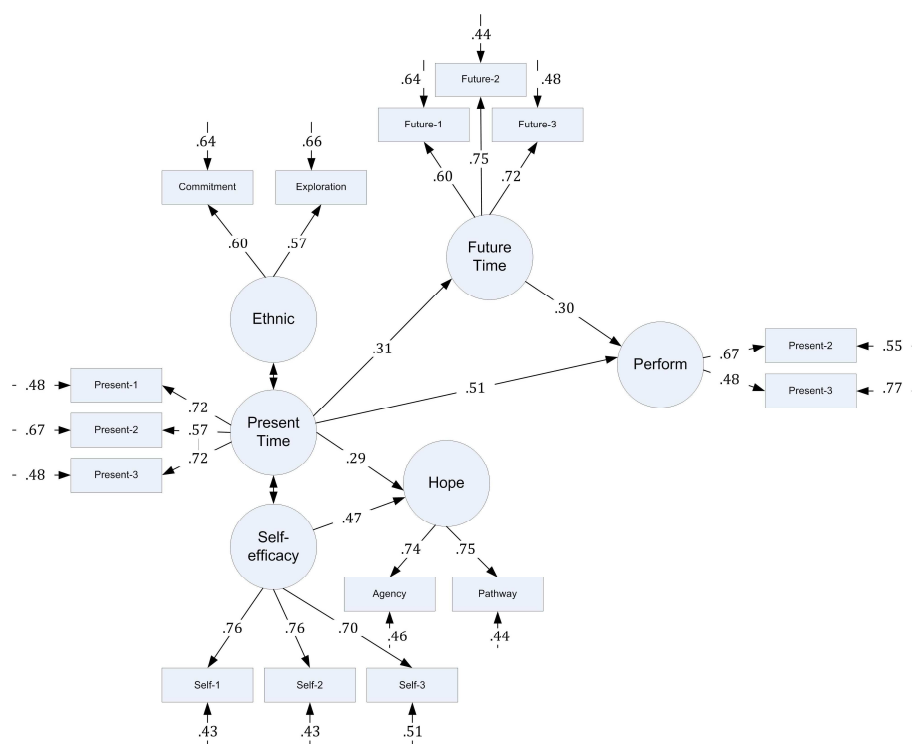 .44
.64
Future-2
.48
Future-1
Future-3
.64
.66
.75
.60
.72
Commitment
Exploration
.60
.57
Future
Time
Ethnic
.30
.31
Present-2
.55
.67
Perform
Present-1
.48
.51
.48
Present-3
.77
.72
Present-2
.67
.57
Present
Time
.72
.29
Present-3
.48
Hope
.47
Self-
efficacy
.74
.75
Agency
Pathway
.76
.76
.70
.46
.44
Self-1
Self-2
Self-3
.43
.43
.51